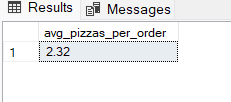 Results Messages
avg_pizzas_per_order
1 2.32